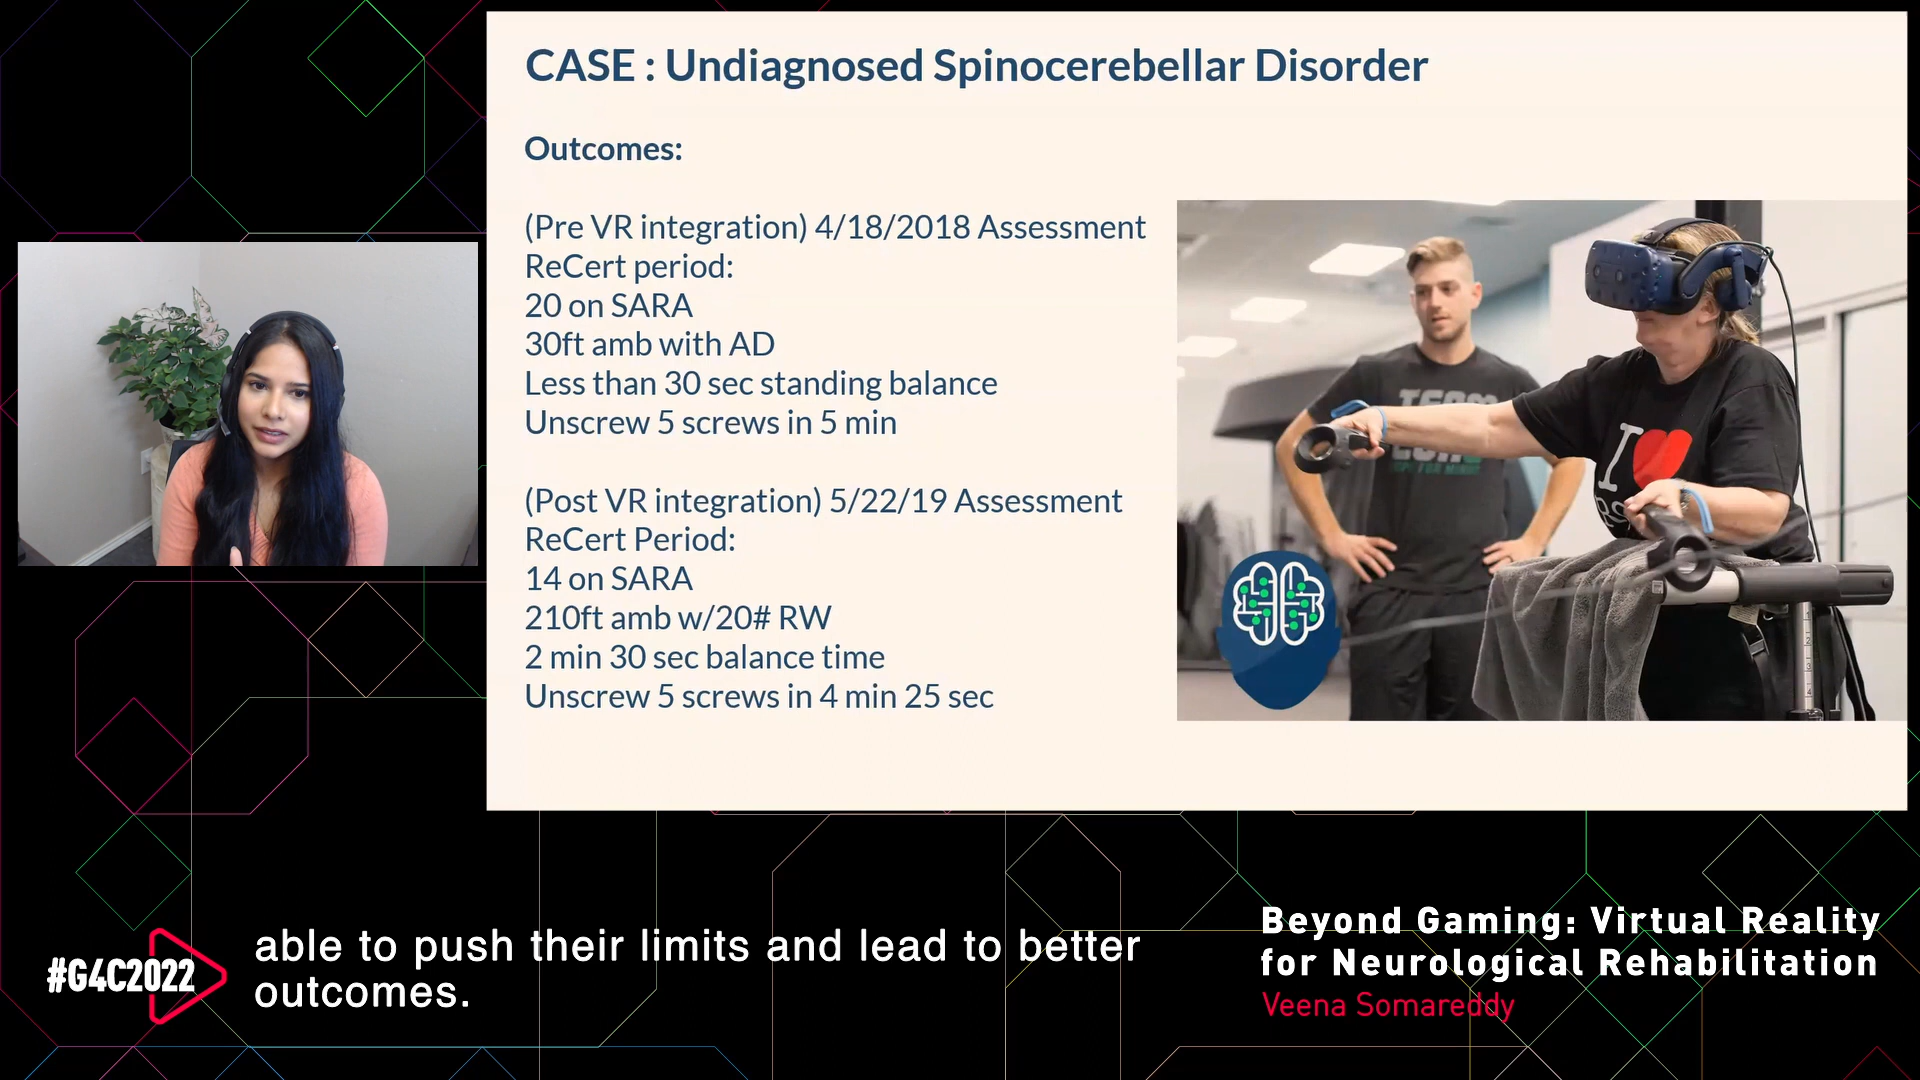 CASE : Undiagnosed Spinocerebellar Disorder
Outcomes:
(Pre VR integration) 4/18/2018 Assessment
ReCert period:
20 on SARA
30ft amb with AD
Less than 30 sec standing balance
Unscrew 5 screws in 5 min
(Post VR integration) 5/22/19 Assessment
ReCert Period:
14 on SARA
210ft amb w/20# RW
2 min 30 sec balance time
Unscrew 5 screws in 4 min 25 sec
TEAM
I
#G4C2022
able to push their limits and lead to better
outcomes.
Beyond Gaming: Virtual Reality
for Neurological Rehabilitation
Veena Somareddy